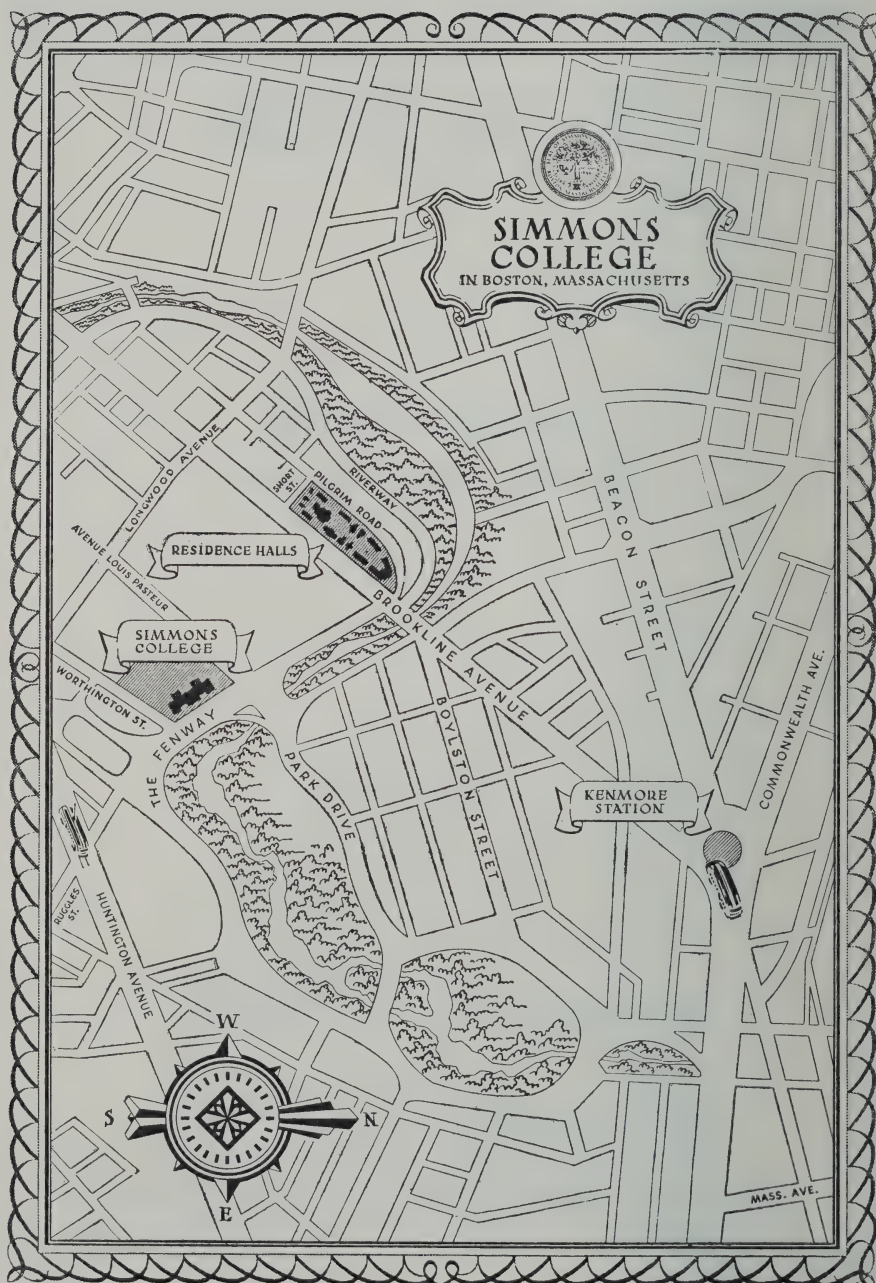 SIMMONS
COLLEGE
IN BOSTON, MASSACHUSETTS
LONGWOOD AVENUE
SHORT
ST.
PILGRIM ROAD
RIVERWAY
BEACON STREET
RESIDENCE HALLS
AVENUE LOUIS PASTEUR
BROOKLINE AVENUE
SIMMONS
COLLEGE
WORTHINGTON ST.
THE FENWAY
PARK DRIVE
BOYLSTON STREET
COMMONWEALTH AVE.
KENMORE
STATION
RUGGLES
ST.
HUNTINGTON AVENUE
W
S
N
E
MASS. AVE.